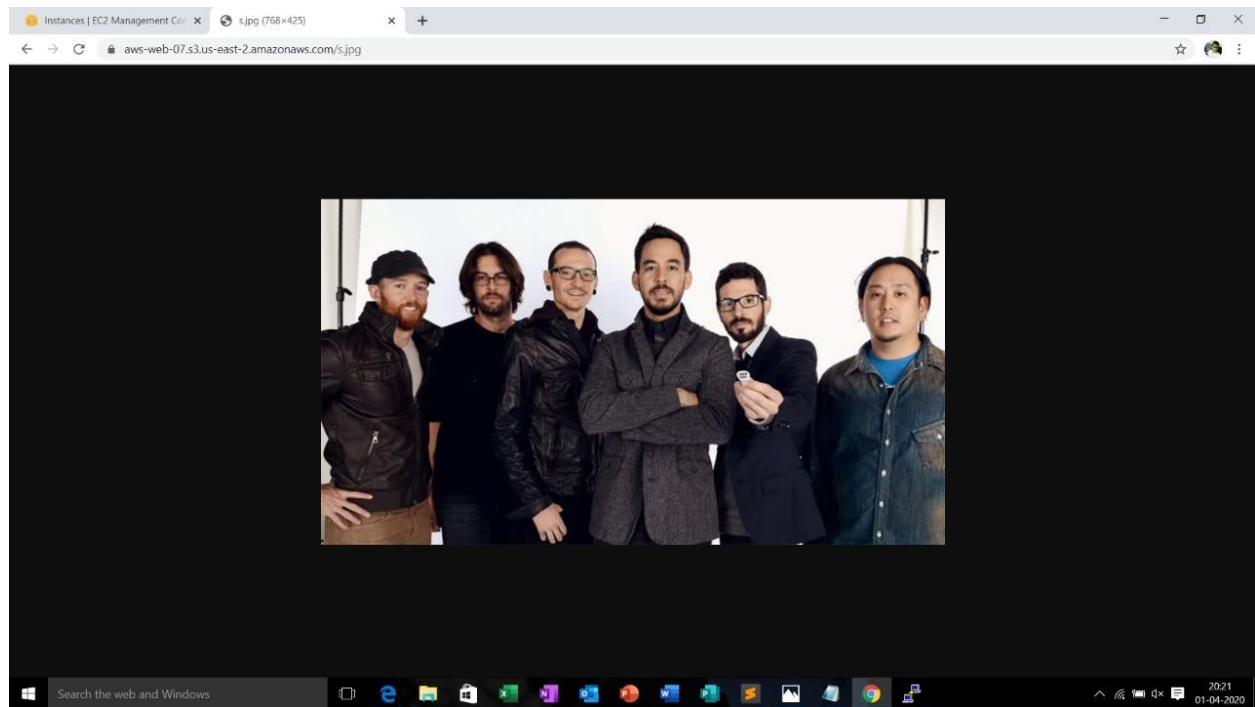 Instances | EC2 Management Con
s.jpg (768×425)
aws-web-07.s3.us-east-2.amazonaws.com/s.jpg
Search the web and Windows
20:21
01-04-2020